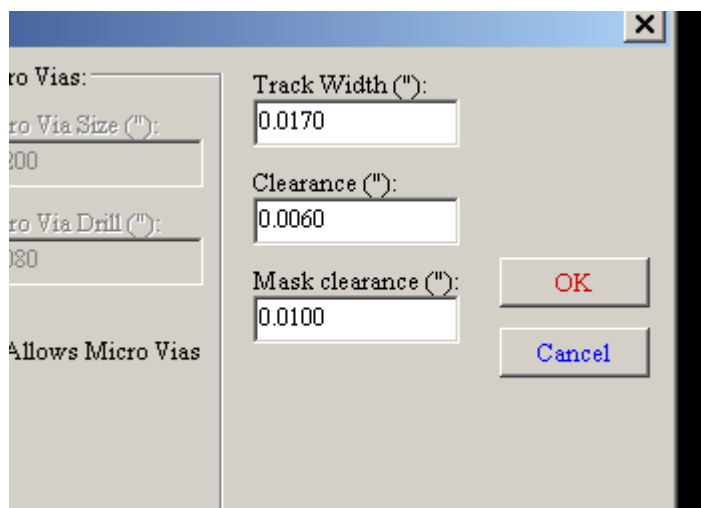 ro Vias:
ro Via Size ("):
200
ro Via Drill ("):
080
Allows Micro Vias
Track Width ("):
0.0170
Clearance ("):
0.0060
Mask clearance ("):
0.0100
OK
Cancel